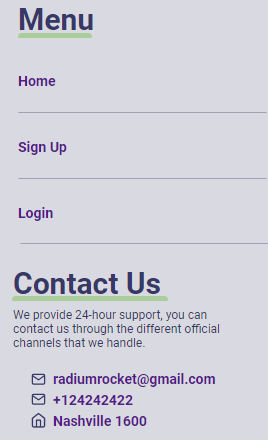 Menu
Home
Sign Up
Login
Contact Us
We provide 24-hour support, you can
contact us through the different official
channels that we handle.
radiumrocket@gmail.com
+124242422
Nashville 1600